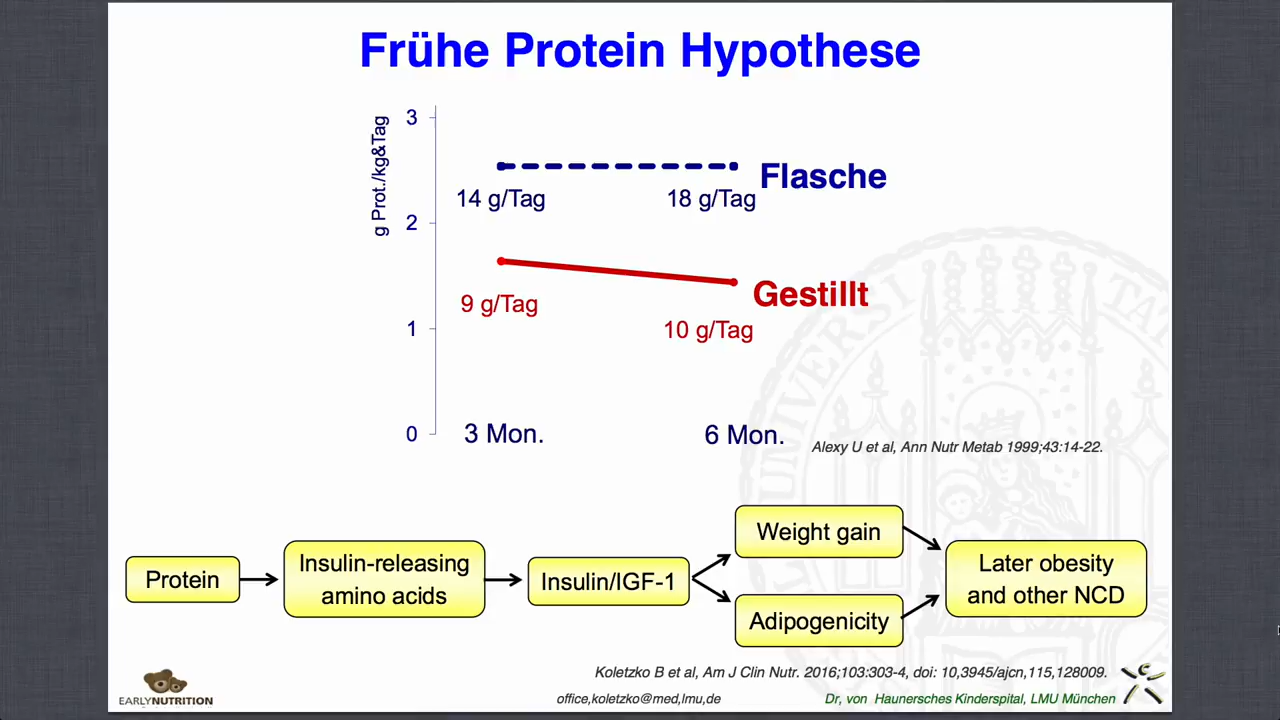 Frühe Protein Hypothese
g Prot./kg&Tag
3
2
1
0
14 g/Tag
18 g/Tag
Flasche
9 g/Tag
10 g/Tag
Gestillt
3 Mon.
6 Mon.
Alexy U et al, Ann Nutr Metab 1999;43:14-22.
Protein
Insulin-releasing
amino acids
Insulin/IGF-1
Weight gain
Adipogenicity
Later obesity
and other NCD
Koletzko B et al, Am J Clin Nutr. 2016;103:303-4, doi: 10,3945/ajcn,115,128009.
EARLYNUTRITION
office,koletzko@med,lmu,de
Dr, von Haunersches Kinderspital, LMU München